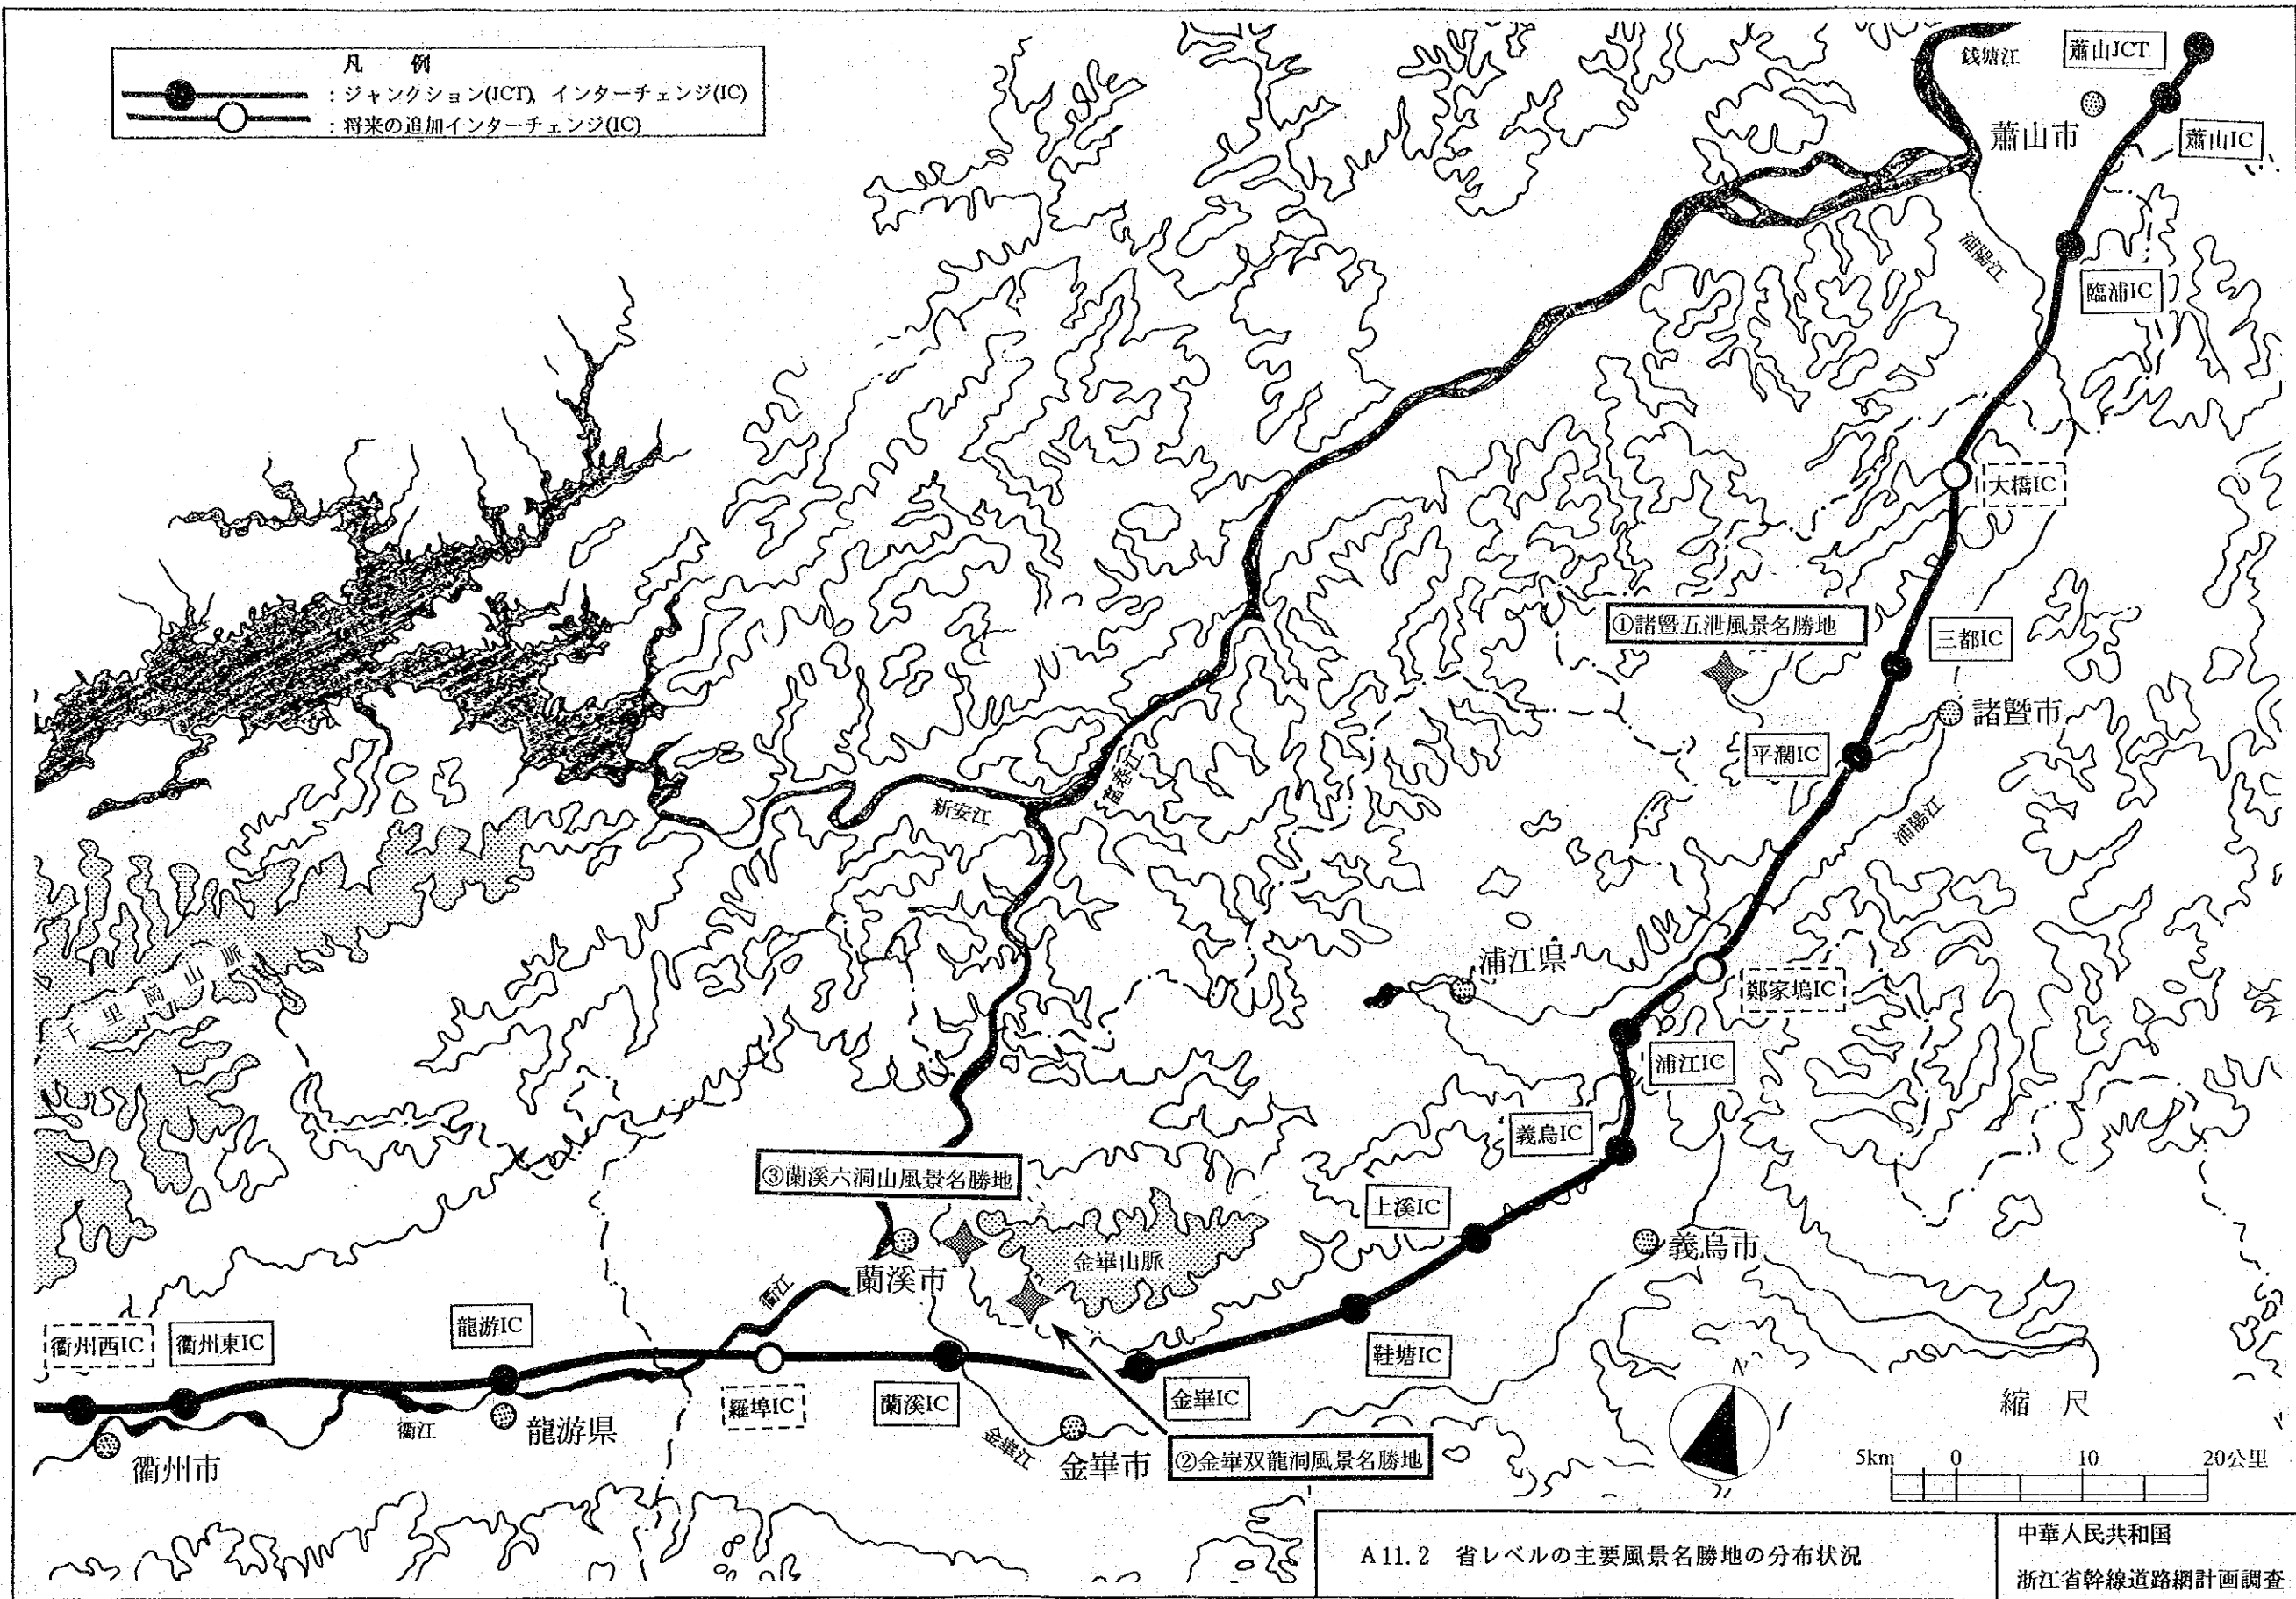 凡 例
：ジャンクション(JCT)、インターチェンジ(IC)
：将来の追加インターチェンジ(IC)
銭塘江
蕭山JCT
蕭山市
蕭山IC
浦陽江
臨浦IC
大橋IC
①諸曁五泄風景名勝地
三都IC
諸曁市
平濶IC
浦陽江
富春江
新安江
千里崗山脈
浦江県
鄭家塢IC
浦江IC
義烏IC
③蘭溪六洞山風景名勝地
上溪IC
義烏市
金崋山脈
蘭溪市
衢江
龍游IC
衢州西IC
衢州東IC
鞋塘IC
羅埠IC
蘭溪IC
金崋IC
衢江
龍游県
衢州市
金崋江
金崋市
②金崋双龍洞風景名勝地
N
縮 尺
5km 0 10 20公里
A 11. 2 省レベルの主要風景名勝地の分布状況
中華人民共和国
浙江省幹線道路網計画調査